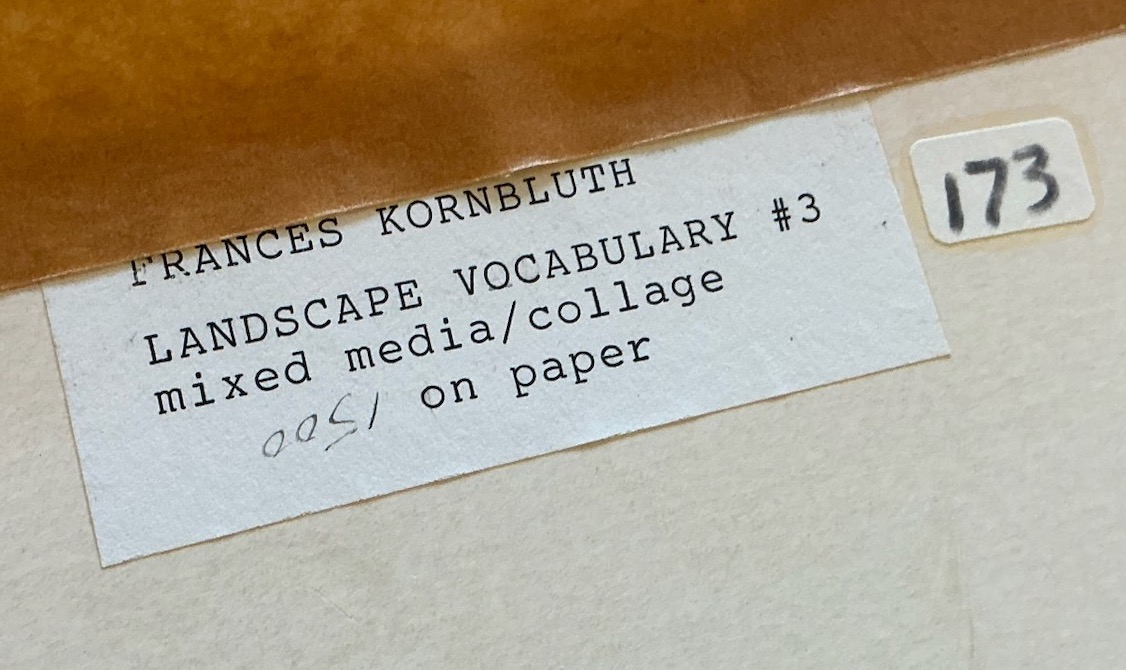 FRANCES KORNBLUTH
LANDSCAPE VOCABULARY #3
mixed media/collage
on paper
1500
173